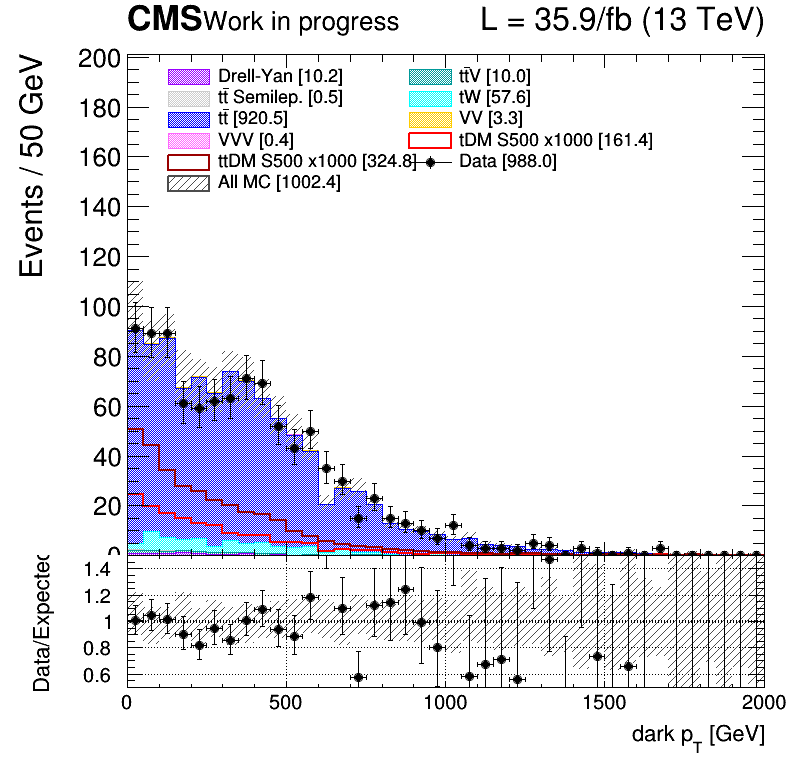 CMS Work in progress L = 35.9/fb (13 TeV)
Events / 50 GeV
200
180
160
140
120
100
80
60
40
20
0
Drell-Yan [10.2]
tt̄V [10.0]
tt̄ Semilep. [0.5]
tW [57.6]
tt̄ [920.5]
VV [3.3]
VVV [0.4]
tDM S500 x1000 [161.4]
ttDM S500 x1000 [324.8]
Data [988.0]
All MC [1002.4]
Data/Expected
1.4
1.2
1
0.8
0.6
0 500 1000 1500 2000
dark p_T [GeV]